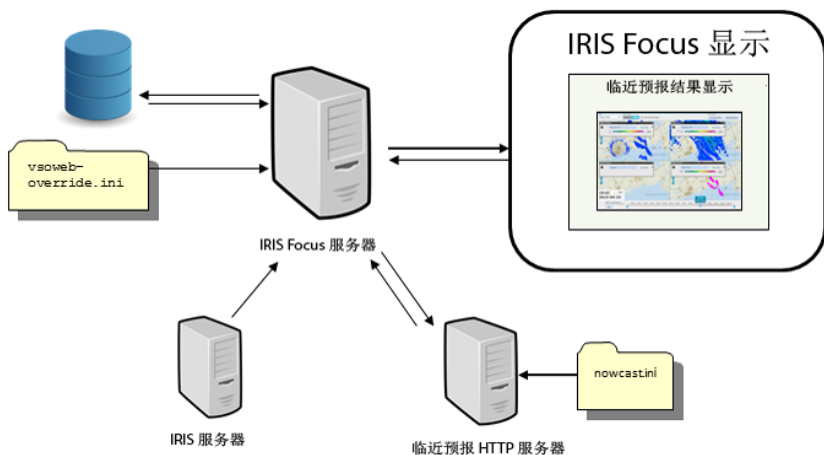 IRIS Focus 显示
临近预报结果显示
vsoweb-
override.ini
IRIS Focus 服务器
nowcast.ini
IRIS 服务器
临近预报 HTTP 服务器